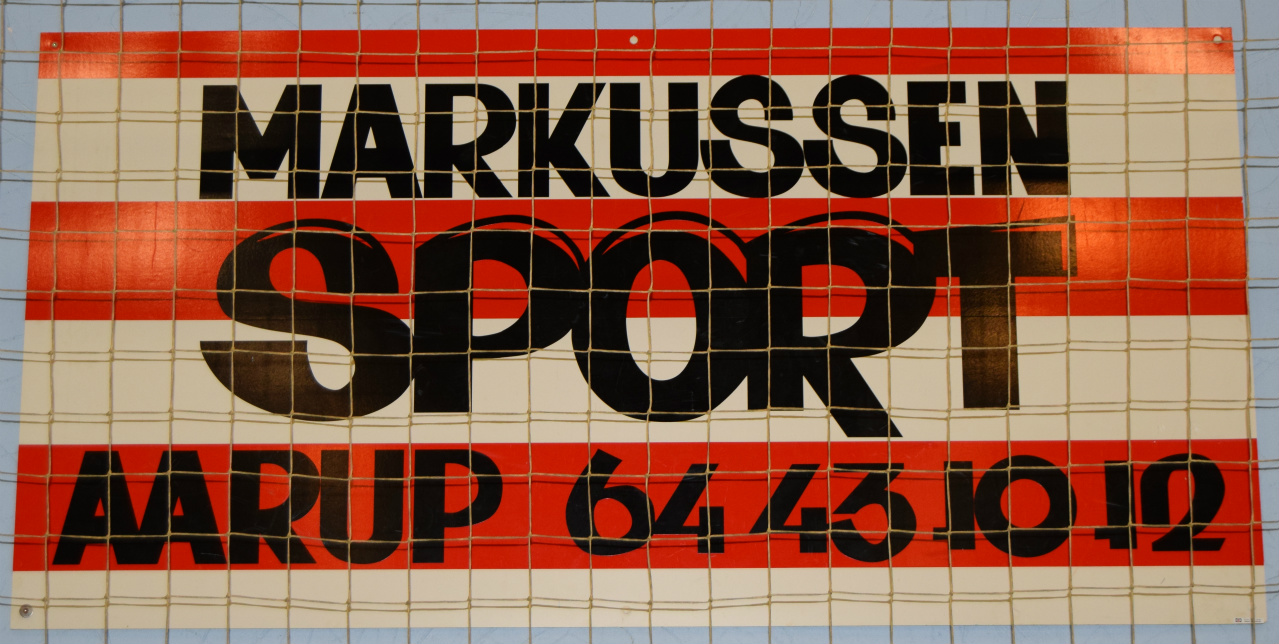 MARKUSSEN
SPORT
AARUP 64 43 10 12